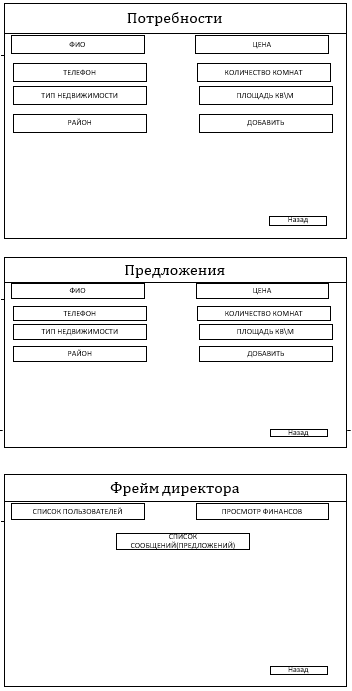 Потребности
ФИО
ЦЕНА
ТЕЛЕФОН
КОЛИЧЕСТВО КОМНАТ
ТИП НЕДВИЖИМОСТИ
ПЛОЩАДЬ КВ\М
РАЙОН
ДОБАВИТЬ
Назад
Предложения
ФИО
ЦЕНА
ТЕЛЕФОН
КОЛИЧЕСТВО КОМНАТ
ТИП НЕДВИЖИМОСТИ
ПЛОЩАДЬ КВ\М
РАЙОН
ДОБАВИТЬ
Назад
Фрейм директора
СПИСОК ПОЛЬЗОВАТЕЛЕЙ
ПРОСМОТР ФИНАНСОВ
СПИСОК
СООБЩЕНИЙ(ПРЕДЛОЖЕНИЙ)
Назад